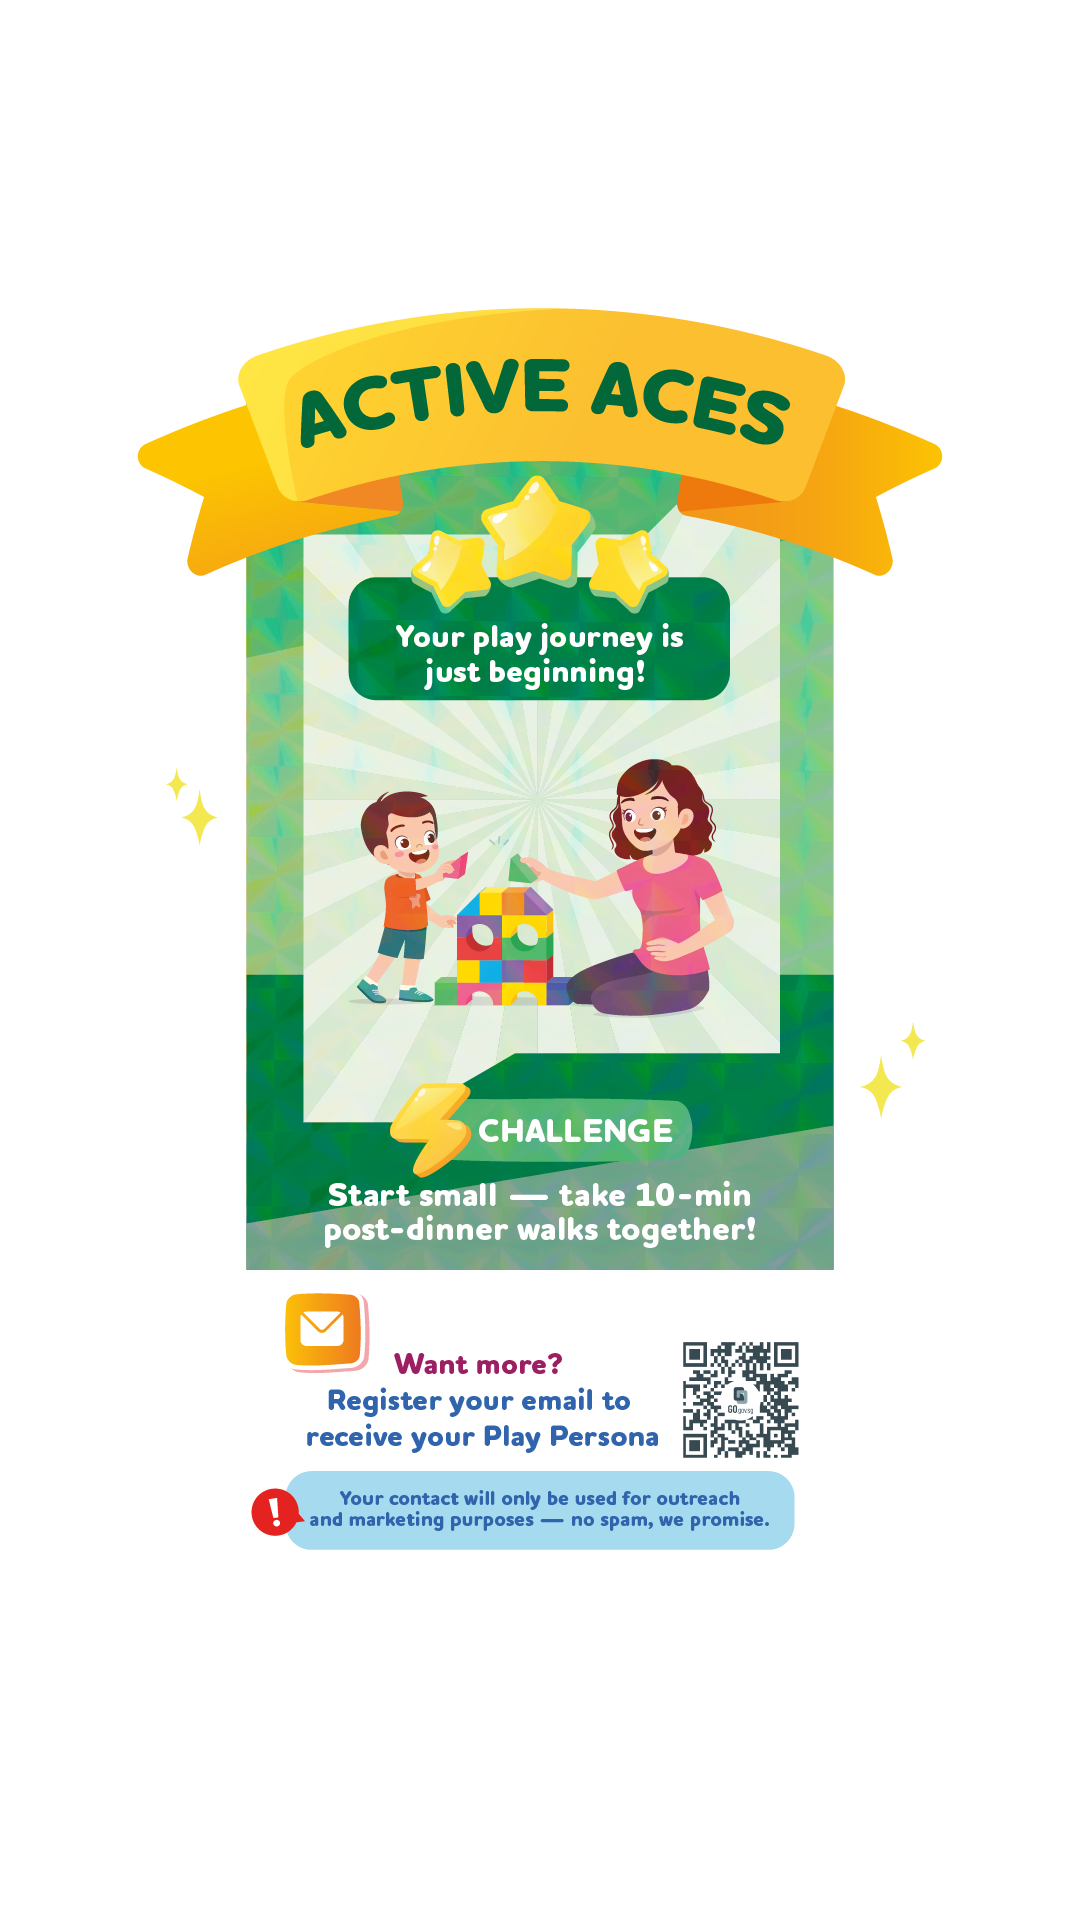 ACTIVE ACES
Your play journey is
just beginning!
CHALLENGE
Start small — take 10-min
post-dinner walks together!
Want more?
Register your email to
receive your Play Persona
GO.gov.sg
!
Your contact will only be used for outreach
and marketing purposes — no spam, we promise.